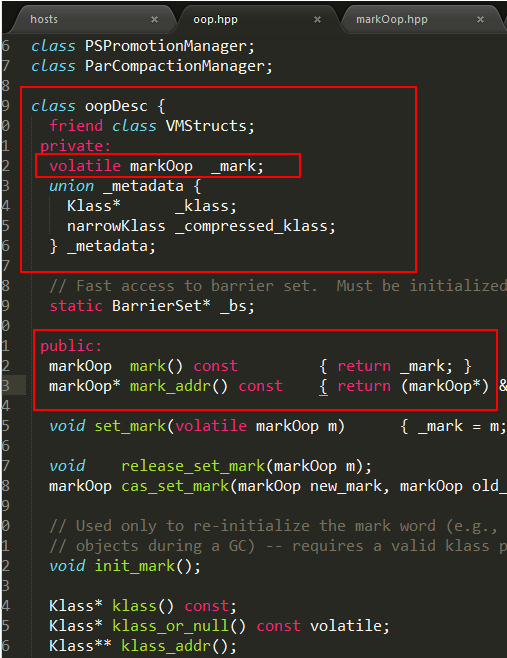 hosts × oop.hpp × markOop.hpp ×
6 class PSPromotionManager;
7 class ParCompactionManager;
8
9 class oopDesc {
0 friend class VMStructs;
1 private:
2 volatile markOop _mark;
3 union _metadata {
4 Klass* _klass;
5 narrowKlass _compressed_klass;
6 } _metadata;
7
8 // Fast access to barrier set. Must be initialized
9 static BarrierSet* _bs;
0
1 public:
2 markOop mark() const { return _mark; }
3 markOop* mark_addr() const { return (markOop*) &
4
5 void set_mark(volatile markOop m) { _mark = m;
6
7 void release_set_mark(markOop m);
8 markOop cas_set_mark(markOop new_mark, markOop old_
9
0 // Used only to re-initialize the mark word (e.g.,
1 // objects during a GC) -- requires a valid klass p
2 void init_mark();
3
4 Klass* klass() const;
5 Klass* klass_or_null() const volatile;
6 Klass** klass_addr();